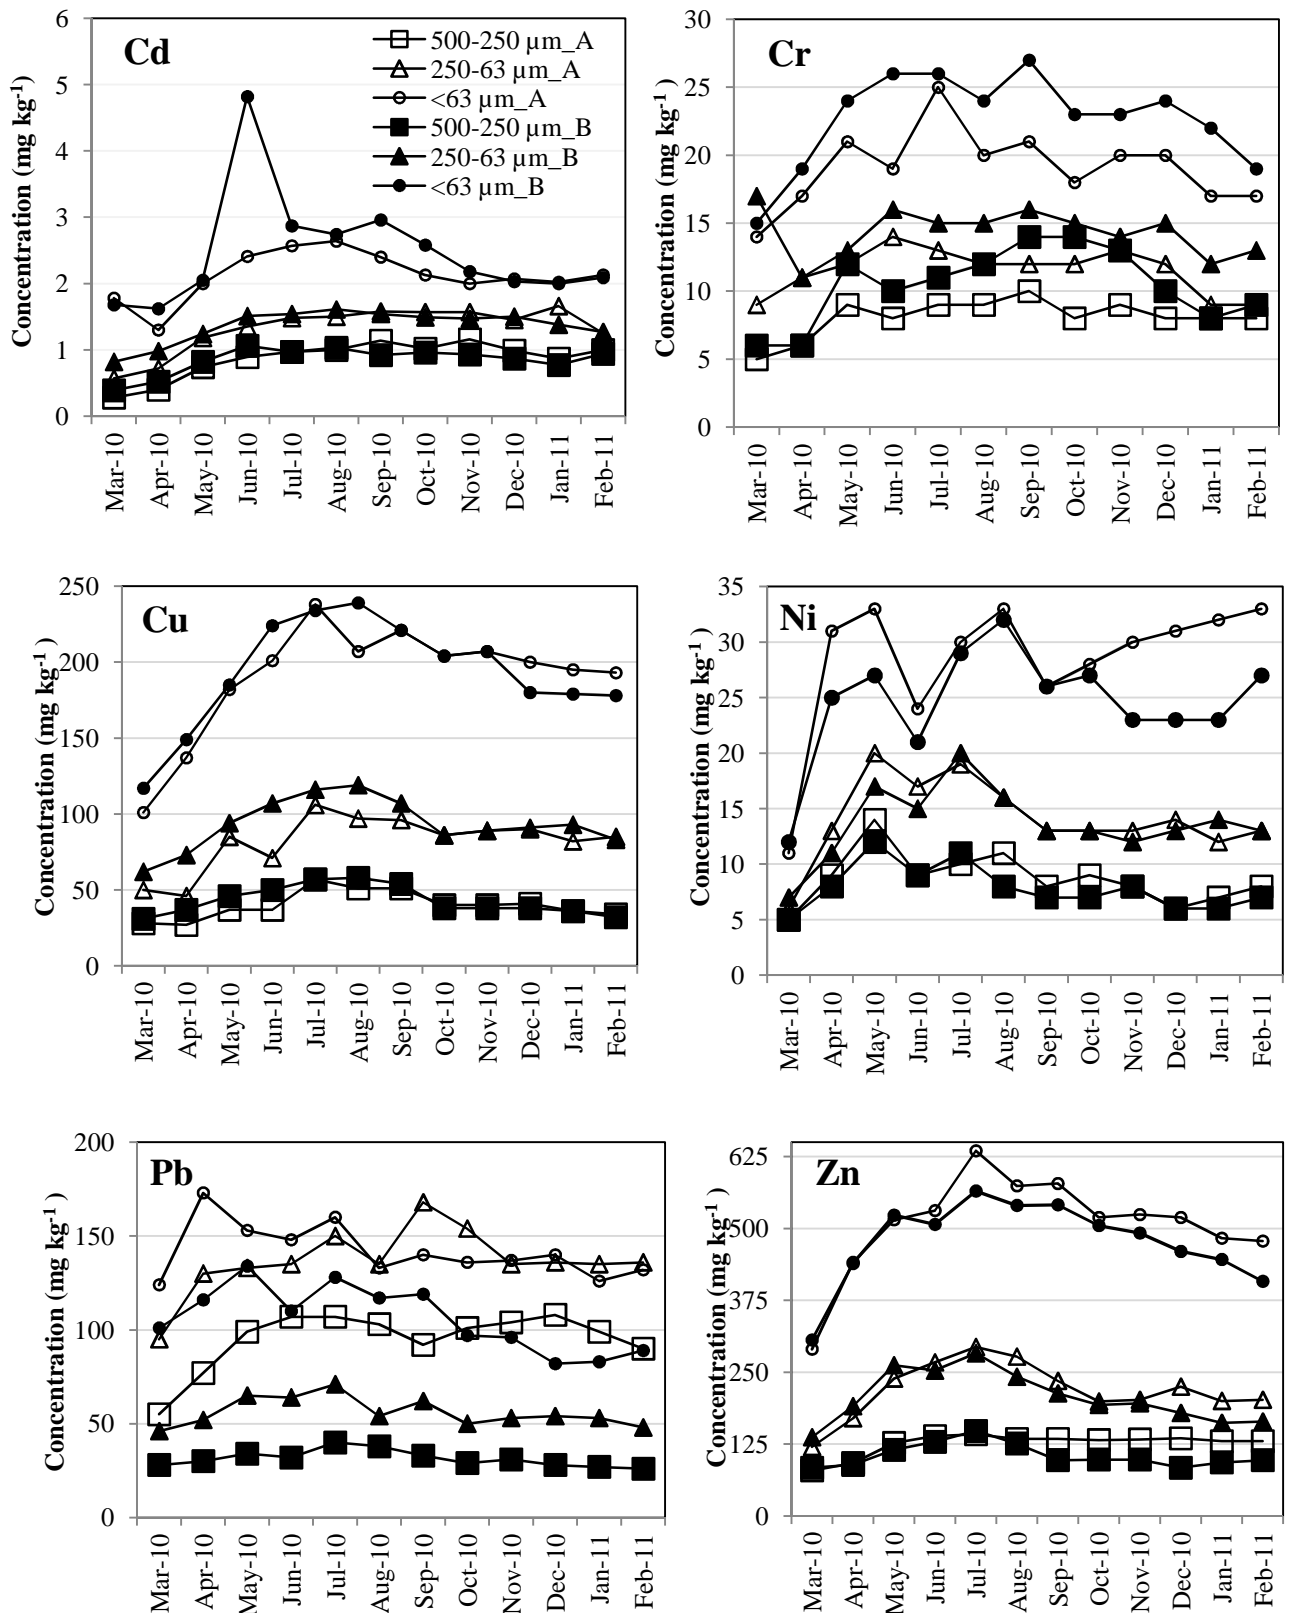 Cd
Concentration (mg kg-1)
6
5
4
3
2
1
0
500-250 µm_A
250-63 µm_A
<63 µm_A
500-250 µm_B
250-63 µm_B
<63 µm_B
Mar-10 Apr-10 May-10 Jun-10 Jul-10 Aug-10 Sep-10 Oct-10 Nov-10 Dec-10 Jan-11 Feb-11
Cr
Concentration (mg kg-1)
30
25
20
15
10
5
0
Mar-10 Apr-10 May-10 Jun-10 Jul-10 Aug-10 Sep-10 Oct-10 Nov-10 Dec-10 Jan-11 Feb-11
Cu
Concentration (mg kg-1)
250
200
150
100
50
0
Mar-10 Apr-10 May-10 Jun-10 Jul-10 Aug-10 Sep-10 Oct-10 Nov-10 Dec-10 Jan-11 Feb-11
Ni
Concentration (mg kg-1)
35
30
25
20
15
10
5
0
Mar-10 Apr-10 May-10 Jun-10 Jul-10 Aug-10 Sep-10 Oct-10 Nov-10 Dec-10 Jan-11 Feb-11
Pb
Concentration (mg kg-1 )
200
150
100
50
0
Mar-10 Apr-10 May-10 Jun-10 Jul-10 Aug-10 Sep-10 Oct-10 Nov-10 Dec-10 Jan-11 Feb-11
Zn
Concentration (mg kg-1 )
625
500
375
250
125
0
Mar-10 Apr-10 May-10 Jun-10 Jul-10 Aug-10 Sep-10 Oct-10 Nov-10 Dec-10 Jan-11 Feb-11